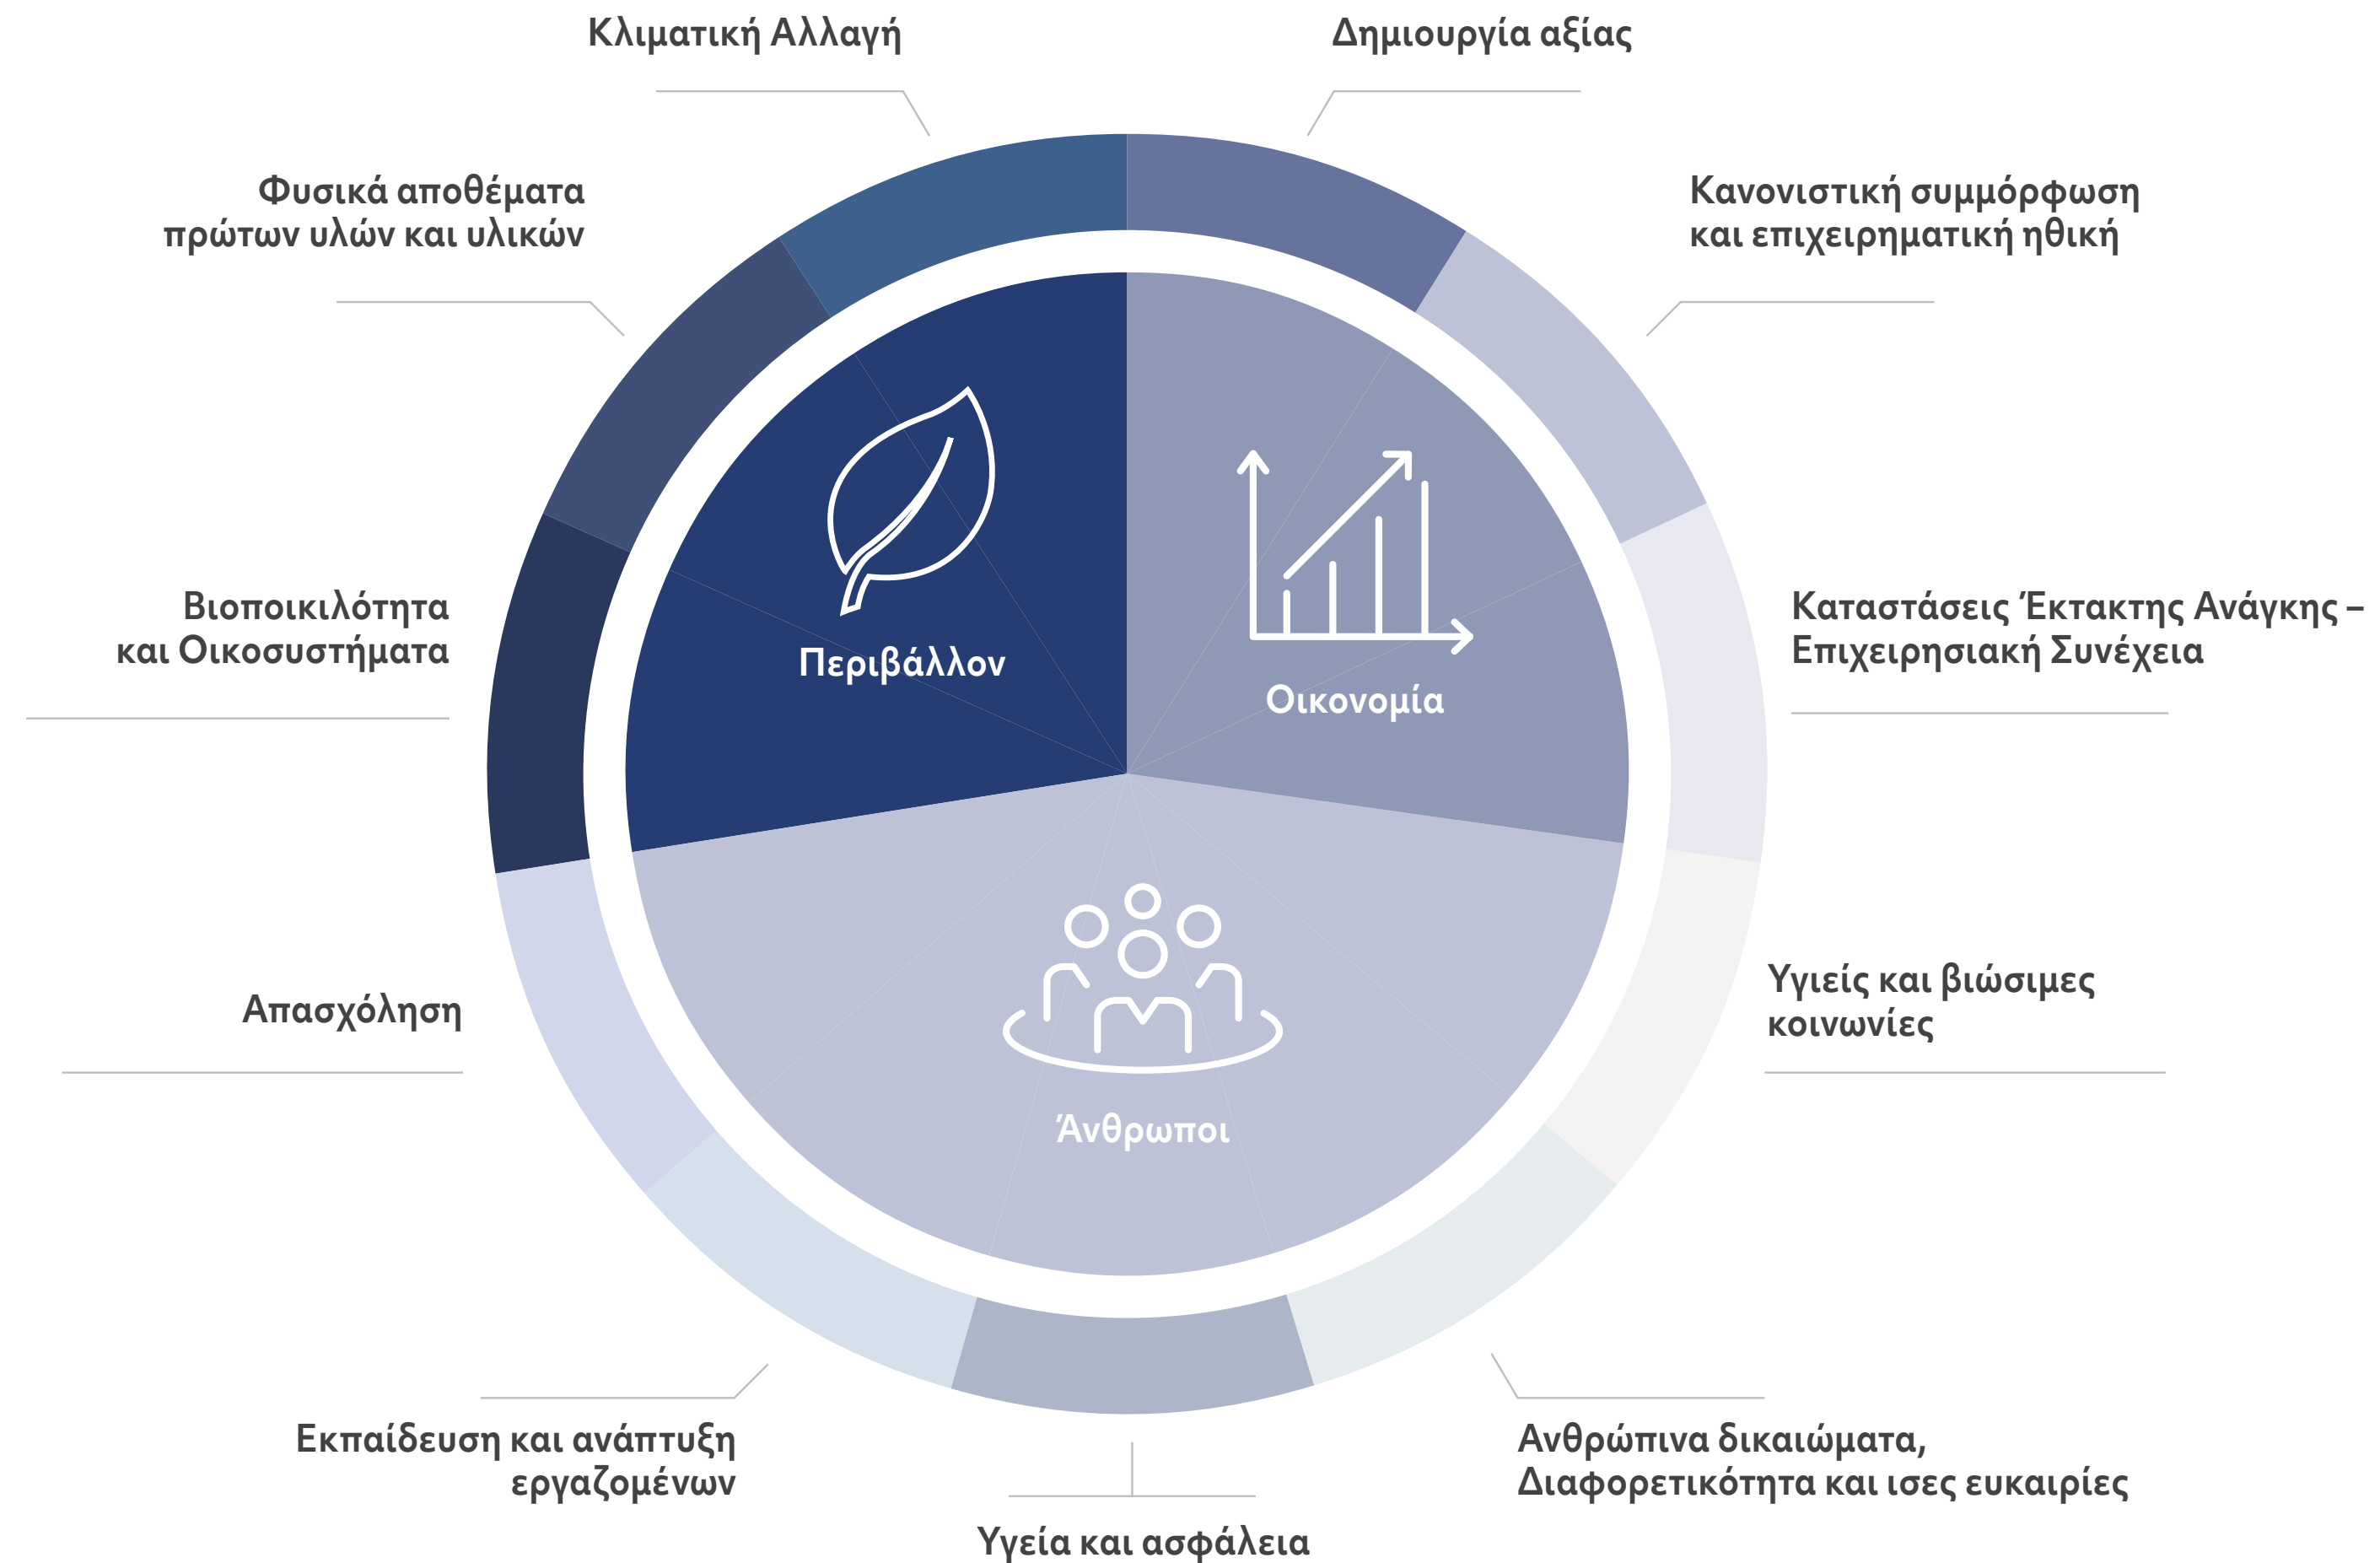 Κλιματική Αλλαγή
Δημιουργία αξίας
Φυσικά αποθέματα
πρώτων υλών και υλικών
Κανονιστική συμμόρφωση
και επιχειρηματική ηθική
Βιοποικιλότητα
και Οικοσυστήματα
Περιβάλλον
Οικονομία
Καταστάσεις Έκτακτης Ανάγκης –
Επιχειρησιακή Συνέχεια
Απασχόληση
Άνθρωποι
Υγιείς και βιώσιμες
κοινωνίες
Εκπαίδευση και ανάπτυξη
εργαζομένων
Υγεία και ασφάλεια
Ανθρώπινα δικαιώματα,
Διαφορετικότητα και ισες ευκαιρίες